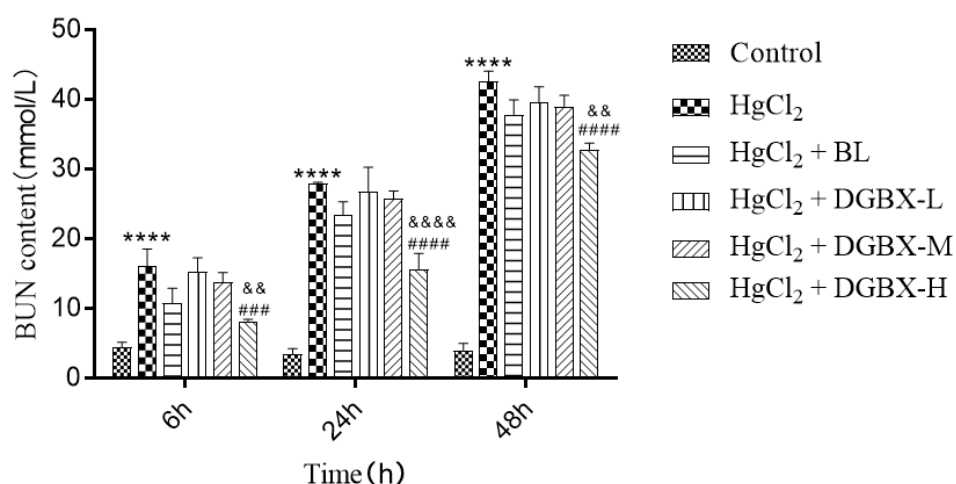 BUN content(mmol/L)
50
40
30
20
10
0
****
&&
###
****
&&&&
####
****
&&
####
6h
24h
48h
Time(h)
Control
HgCl₂
HgCl₂ + BL
HgCl₂ + DGBX-L
HgCl₂ + DGBX-M
HgCl₂ + DGBX-H